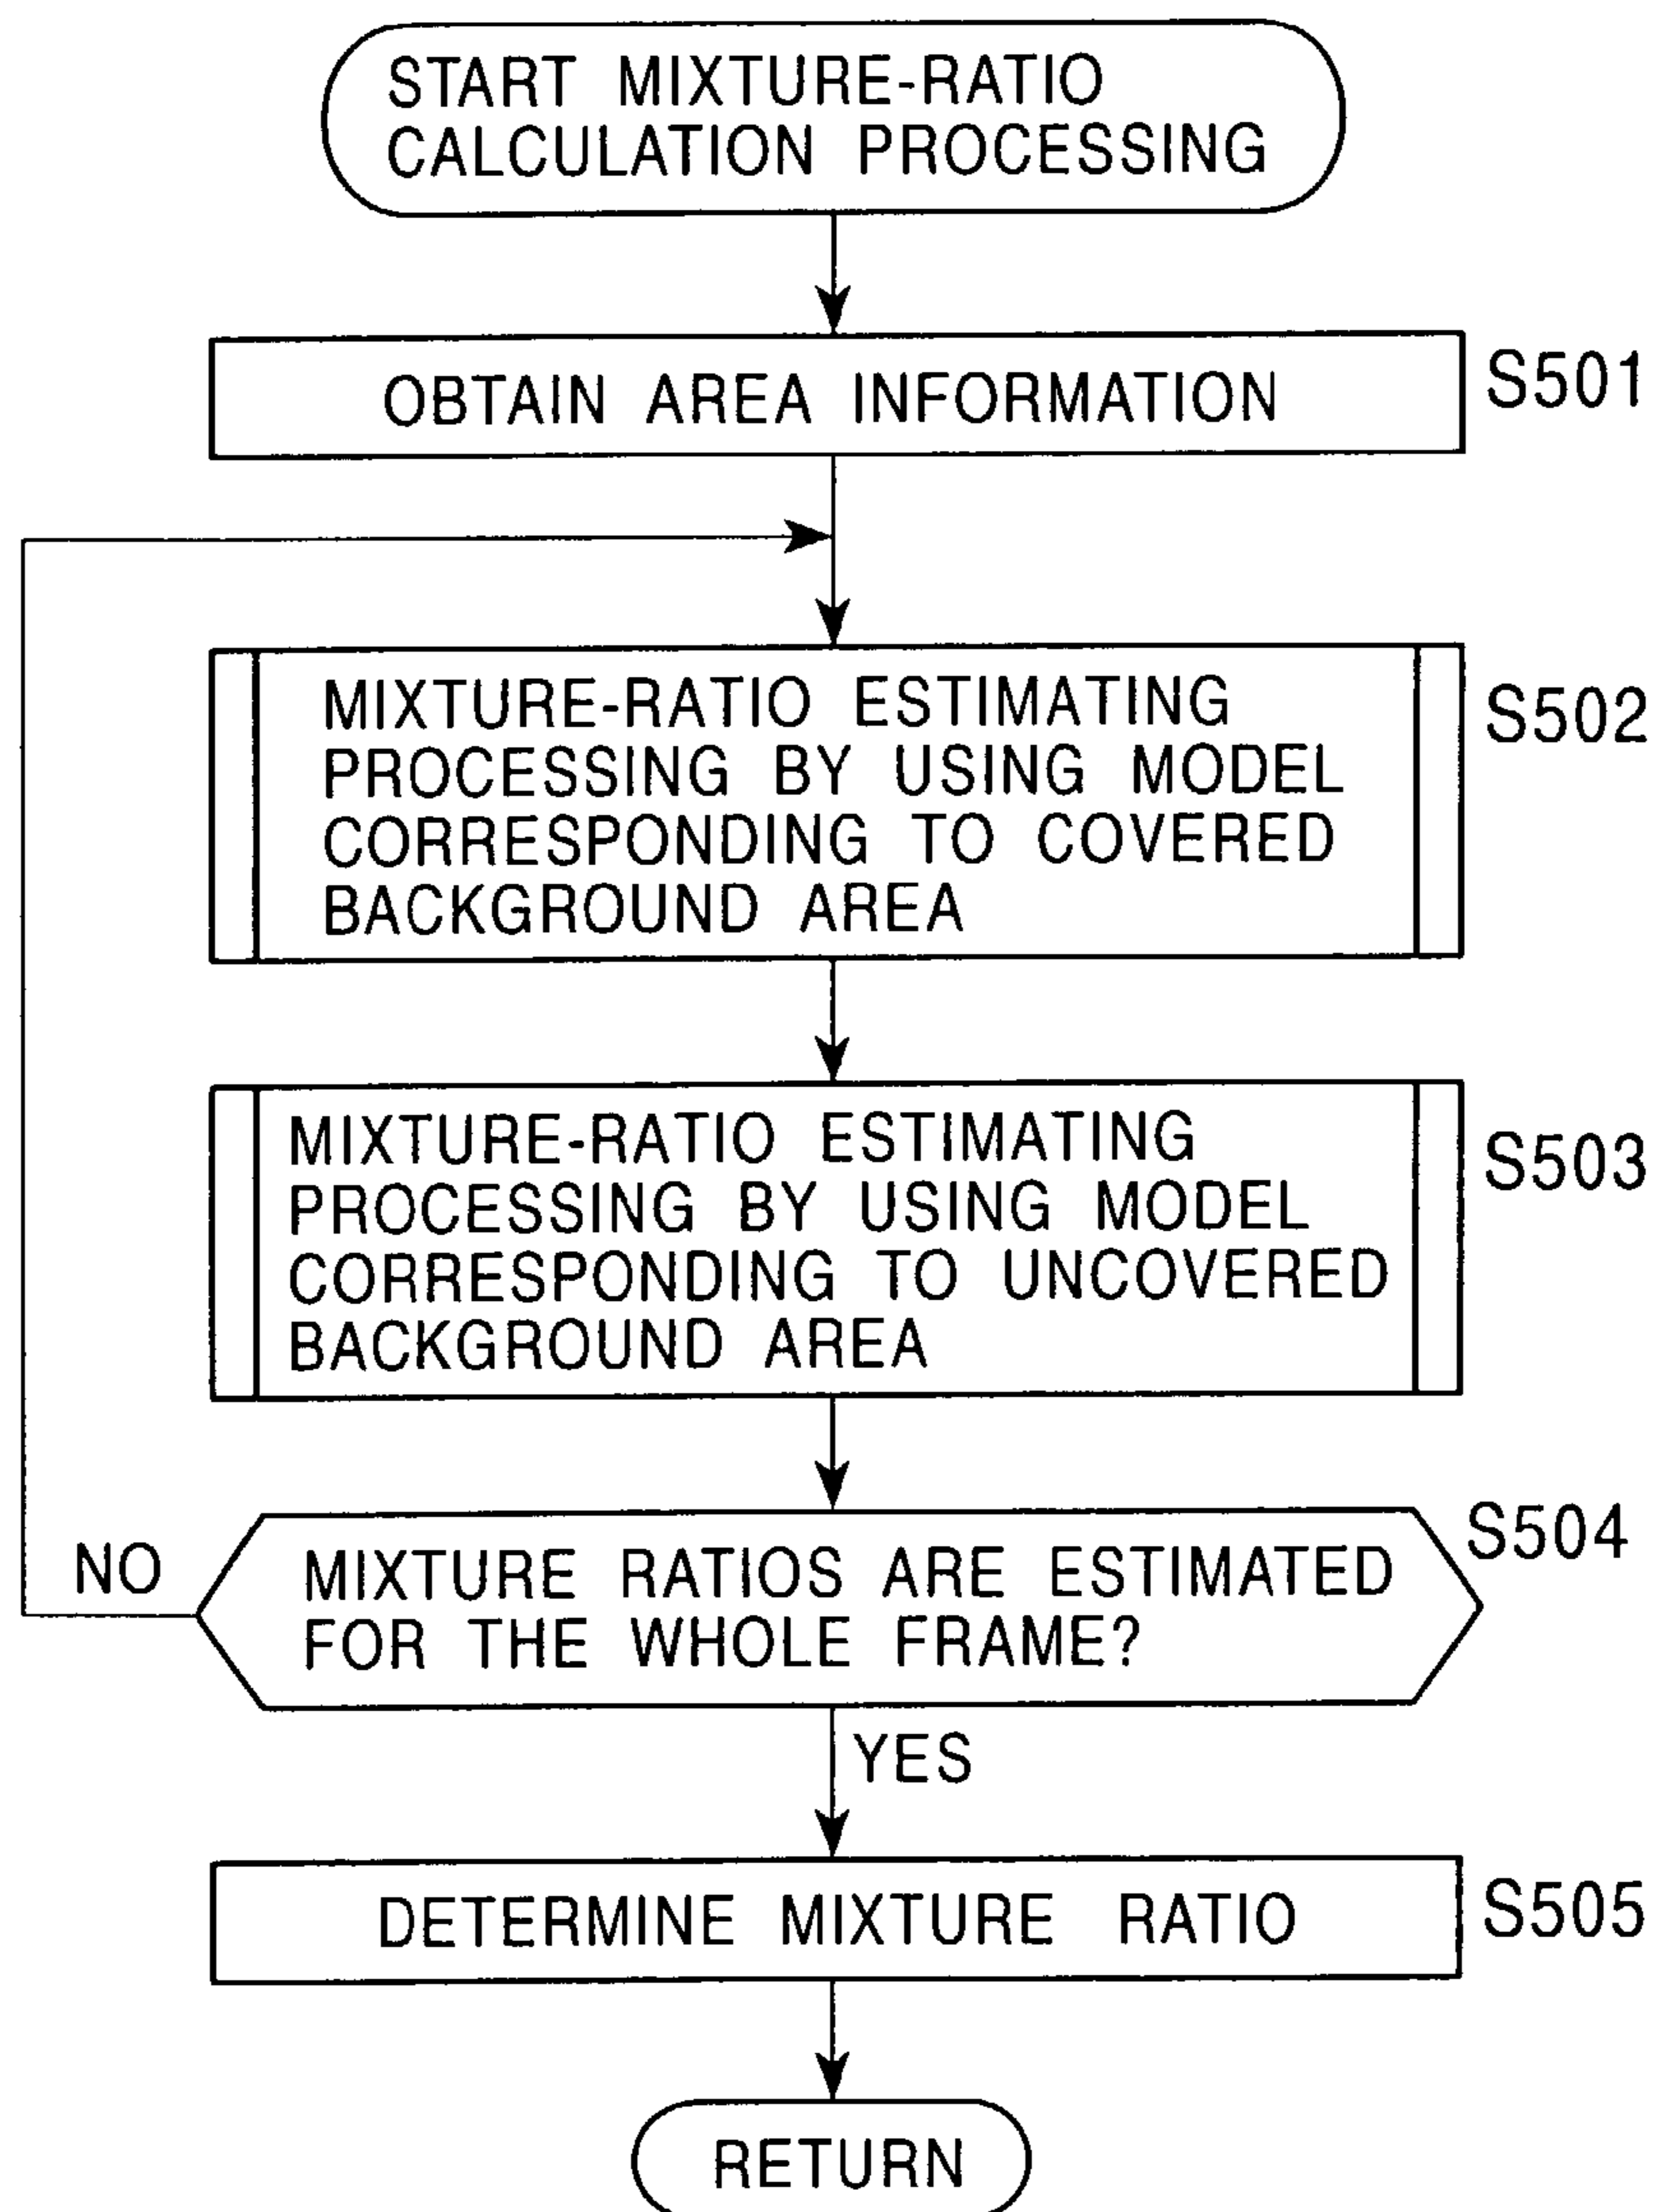 START MIXTURE-RATIO
CALCULATION PROCESSING
OBTAIN AREA INFORMATION
S501
MIXTURE-RATIO ESTIMATING
PROCESSING BY USING MODEL
CORRESPONDING TO COVERED
BACKGROUND AREA
S502
MIXTURE-RATIO ESTIMATING
PROCESSING BY USING MODEL
CORRESPONDING TO UNCOVERED
BACKGROUND AREA
S503
S504
NO
MIXTURE RATIOS ARE ESTIMATED
FOR THE WHOLE FRAME?
YES
DETERMINE MIXTURE RATIO
S505
RETURN